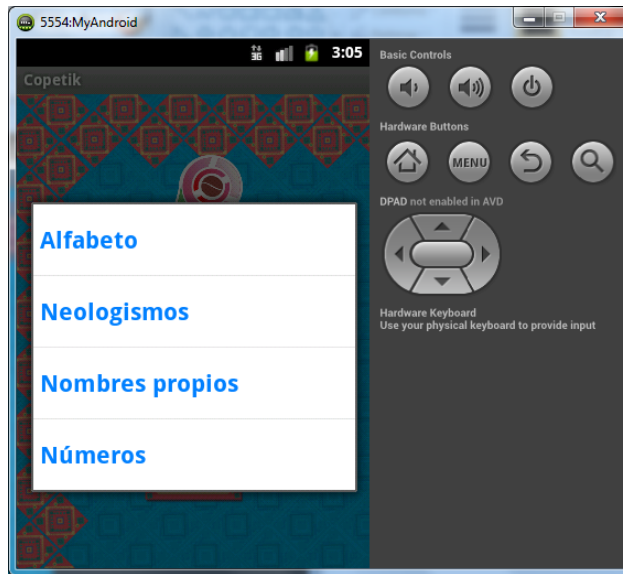 5554:MyAndroid
3G 3:05
Copetik
Alfabeto
Neologismos
Nombres propios
Números
Basic Controls
Hardware Buttons
MENU
DPAD not enabled in AVD
Hardware Keyboard
Use your physical keyboard to provide input